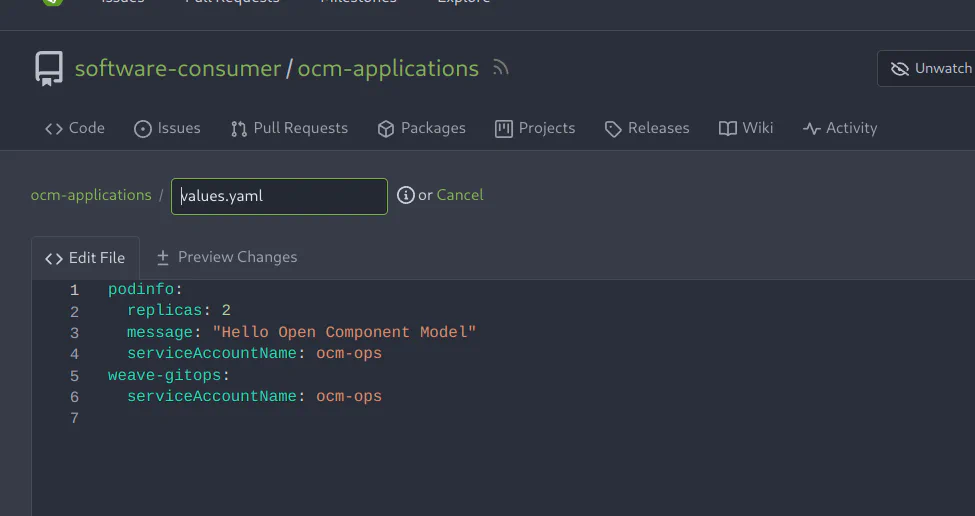 Issues Pull Requests Milestones Explore
software-consumer/ocm-applications Unwatch
Code Issues Pull Requests Packages Projects Releases Wiki Activity
ocm-applications / values.yaml or Cancel
Edit File Preview Changes
1 podinfo:
2   replicas: 2
3   message: "Hello Open Component Model"
4   serviceAccountName: ocm-ops
5 weave-gitops:
6   serviceAccountName: ocm-ops
7